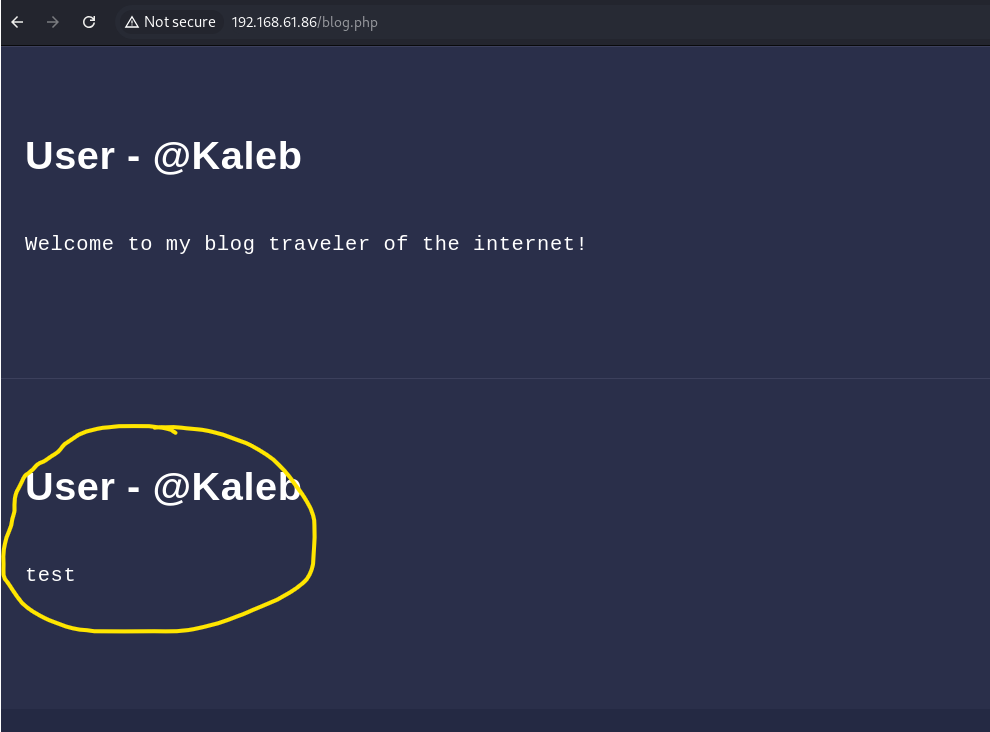 Not secure 192.168.61.86/blog.php
User - @Kaleb
Welcome to my blog traveler of the internet!
User - @Kaleb
test